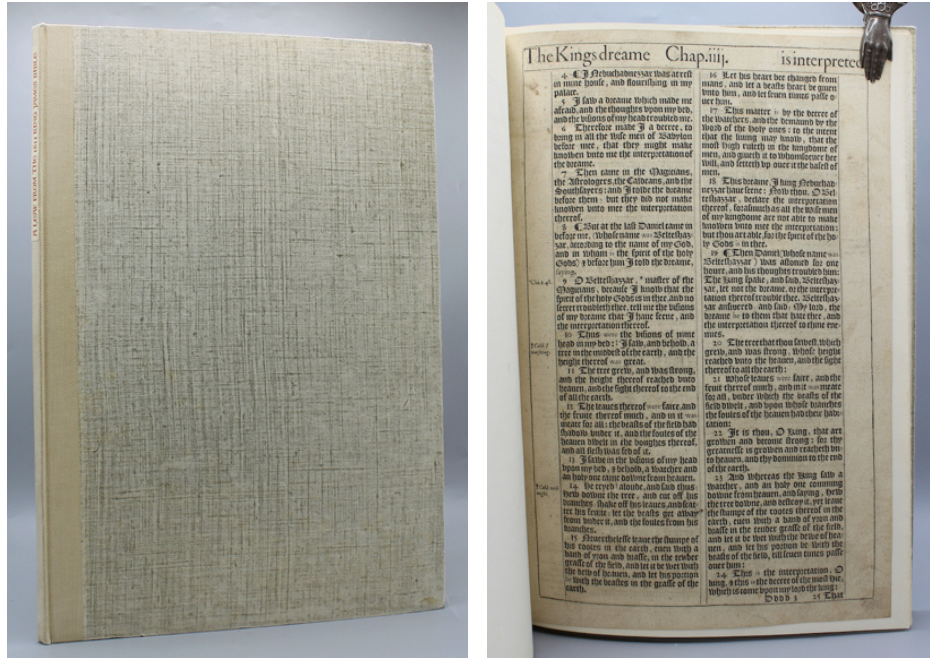 A LEAF FROM THE 1611 KING JAMES BIBLE
The Kings dreame Chap.iiij. is interpreted
4 ¶ I Nebuchadnezzar was at rest
in mine house, and flourishing in my
palace.
5 I saw a dreame which made me
afraid, and the thoughts vpon my bed,
and the visions of my head troubled me.
6 Therefore made I a decree, to
bring in all the wise men of Babylon
before mee, that they might make
knowen vnto me the interpretation of
the dreame.
7 Then came in the Magicians,
the Astrologers, the Caldeans, and the
Southsayers: and I tolde the dreame
before them; but they did not make
knowen vnto mee the interpretation
thereof.
8 ¶ But at the last Daniel came in
before me, (whose name was Belteshaz-
zar, according to the name of my God,
and in whom is the spirit of the holy
Gods) & before him I told the dreame,
saying,
9 O Belteshazzar, * master of the
Magicians, because I know that the
spirit of the holy Gods is in thee, and no
secret troubleth thee, tell me the visions
of my dreame that I haue seene, and
the interpretation thereof.
10 Thus were the visions of mine
head in my bed: I saw, and behold, a
tree in the middest of the earth, and the
height thereof was great.
11 The tree grew, and was strong,
and the height thereof reached vnto
heauen, and the sight thereof to the end
of all the earth.
12 The leaues thereof were faire, and
the fruite thereof much, and in it was
meate for all: the beasts of the field had
shadow vnder it, and the foules of the
heauen dwelt in the boughes thereof,
and all flesh was fed of it.
13 I sawe in the visions of my head
vpon my bed, & behold, a watcher and
an holy one came downe from heauen.
14 He cryed aloude, and said thus:
Hew downe the tree, and cut off his
branches, shake off his leaues, and scat-
ter his fruite: let the beasts get away
from vnder it, and the foules from his
branches.
15 Neuerthelesse leaue the stumpe of
his rootes in the earth, euen with a
band of yron and brasse, in the tender
grasse of the field, and let it be wet with
the dew of heauen, and let his portion
be with the beastes in the grasse of the
earth.
16 Let his heart bee changed from
mans, and let a beasts heart be giuen
vnto him, and let seuen times passe o-
uer him.
17 This matter is by the decree of
the watchers, and the demaund by the
word of the holy ones: to the intent
that the liuing may know, that the
most high ruleth in the kingdome of
men, and giueth it to whomsoeuer hee
will, and setteth vp ouer it the basest of
men.
18 This dreame, I king Nebuchad-
nezzar haue seene: Now thou, O Bel-
teshazzar, declare the interpretation
thereof, forasmuch as all the wise men
of my kingdome are not able to make
knowen vnto mee the interpretation:
but thou art able, for the spirit of the ho-
ly Gods is in thee.
19 ¶ Then Daniel (whose name was
Belteshazzar) was astonied for one
houre, and his thoughts troubled him:
The king spake, and said, Belteshaz-
zar, let not the dreame, or the interpre-
tation thereof trouble thee. Belteshaz-
zar answered, and said; My lord, the
dreame be to them that hate thee, and
the interpretation thereof to thine ene-
mies.
20 The tree that thou sawest, which
grew, and was strong, whose height
reached vnto the heauen, and the sight
thereof to all the earth:
21 Whose leaues were faire, and the
fruit thereof much, and in it was meate
for all, vnder which the beasts of the
field dwelt, and vpon whose branches
the foules of the heauen had their habi-
tation:
22 It is thou, O King, that art
growen and become strong: for thy
greatnesse is growen and reacheth vn-
to heauen, and thy dominion to the end
of the earth.
23 And whereas the king saw a
watcher, and an holy one comming
downe from heauen, and saying, Hew
the tree downe, and destroy it, yet leaue
the stumpe of the rootes thereof in the
earth, euen with a band of yron and
brasse in the tender grasse of the field,
and let it be wet with the dewe of hea-
uen, and let his portion be with the
beasts of the field, till seuen times passe
ouer him:
24 This is the interpretation, O
king, & this is the decree of the most hie,
which is come vpon my lord the king:
Dddd 3 25 That